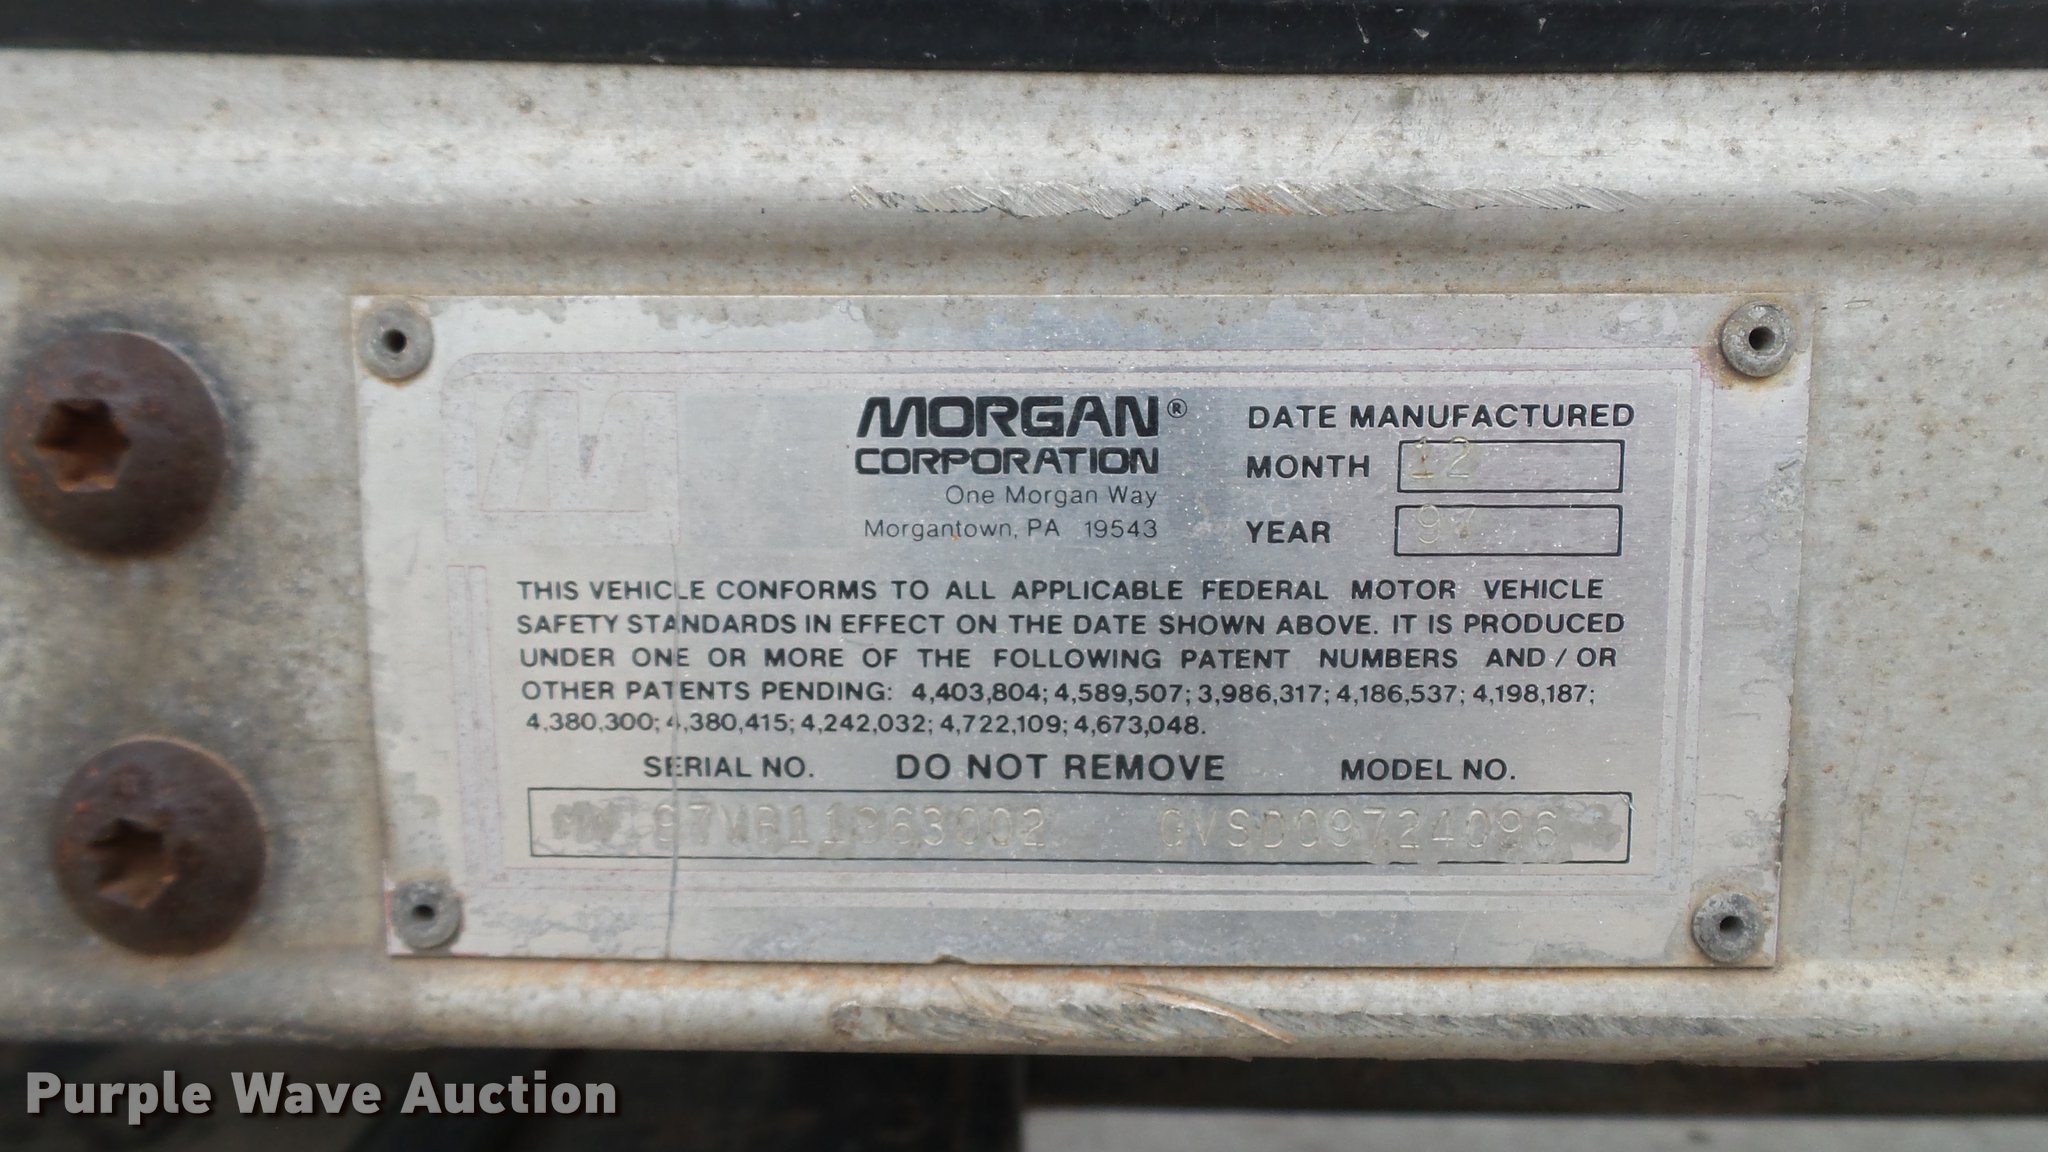 MORGAN®
CORPORATION
One Morgan Way
Morgantown, PA 19543
DATE MANUFACTURED
MONTH 12
YEAR
THIS VEHICLE CONFORMS TO ALL APPLICABLE FEDERAL MOTOR VEHICLE
SAFETY STANDARDS IN EFFECT ON THE DATE SHOWN ABOVE. IT IS PRODUCED
UNDER ONE OR MORE OF THE FOLLOWING PATENT NUMBERS AND/OR
OTHER PATENTS PENDING: 4,403,804; 4,589,507; 3,986,317; 4,186,537; 4,198,187;
4,380,300; 4,380,415; 4,242,032; 4,722,109; 4,673,048.
SERIAL NO. DO NOT REMOVE MODEL NO.
GVSD09724096
Purple Wave Auction